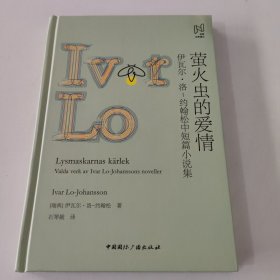 Ivar
Lo
萤火虫的爱情
伊瓦尔·洛-约翰松中短篇小说集
Lysmaskarnas kärlek
Valda verk av Ivar Lo-Johanssons noveller
Ivar Lo-Johansson
[瑞典] 伊瓦尔·洛-约翰松 著
石琴娥 译
中国国际广播出版社